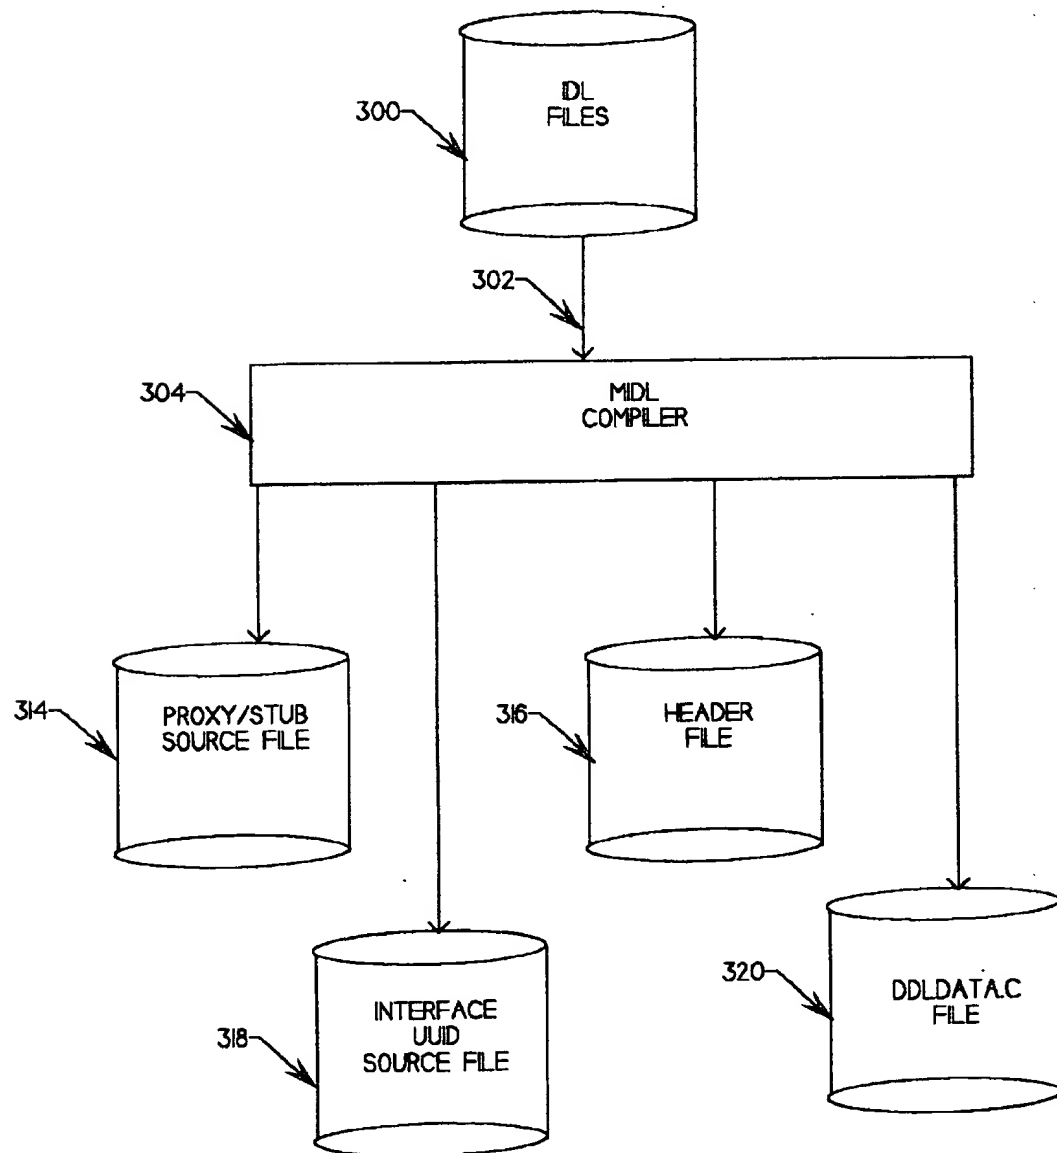 IDL
FILES
300
302
304
MIDL
COMPILER
314
PROXY/STUB
SOURCE FILE
316
HEADER
FILE
318
INTERFACE
UUID
SOURCE FILE
320
DDLDATA.C
FILE